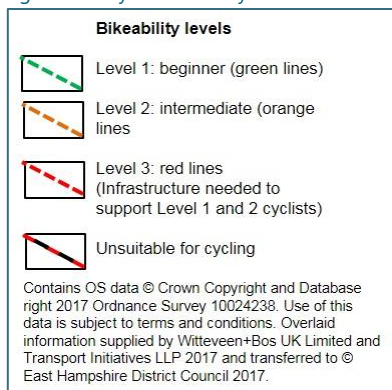 Bikeability levels
Level 1: beginner (green lines)
Level 2: intermediate (orange
lines
Level 3: red lines
(Infrastructure needed to
support Level 1 and 2 cyclists)
Unsuitable for cycling
Contains OS data © Crown Copyright and Database
right 2017 Ordnance Survey 10024238. Use of this
data is subject to terms and conditions. Overlaid
information supplied by Witteveen+Bos UK Limited and
Transport Initiatives LLP 2017 and transferred to ©
East Hampshire District Council 2017.